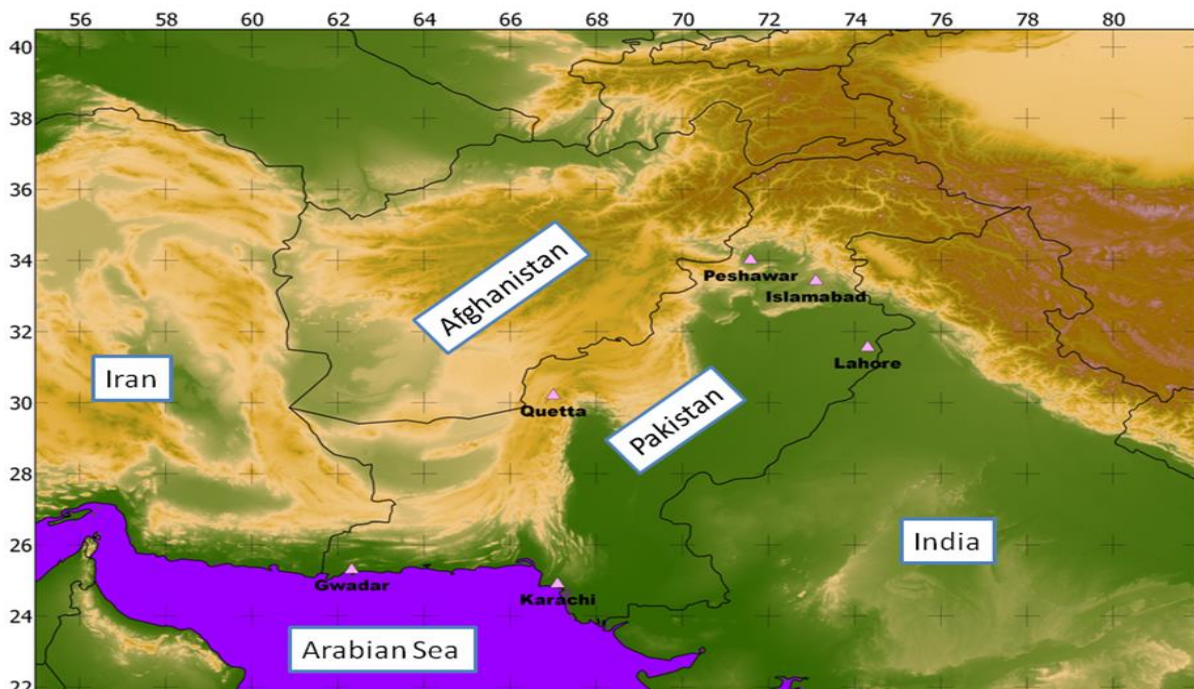 56 58 60 62 64 66 67 68 70 72 74 76 78 80
40
38
36
34
Peshawar
Islamabad
Afghanistan
32
Lahore
Iran
30
Quetta
Pakistan
28
26
India
Gwadar
Karachi
24
Arabian Sea
22